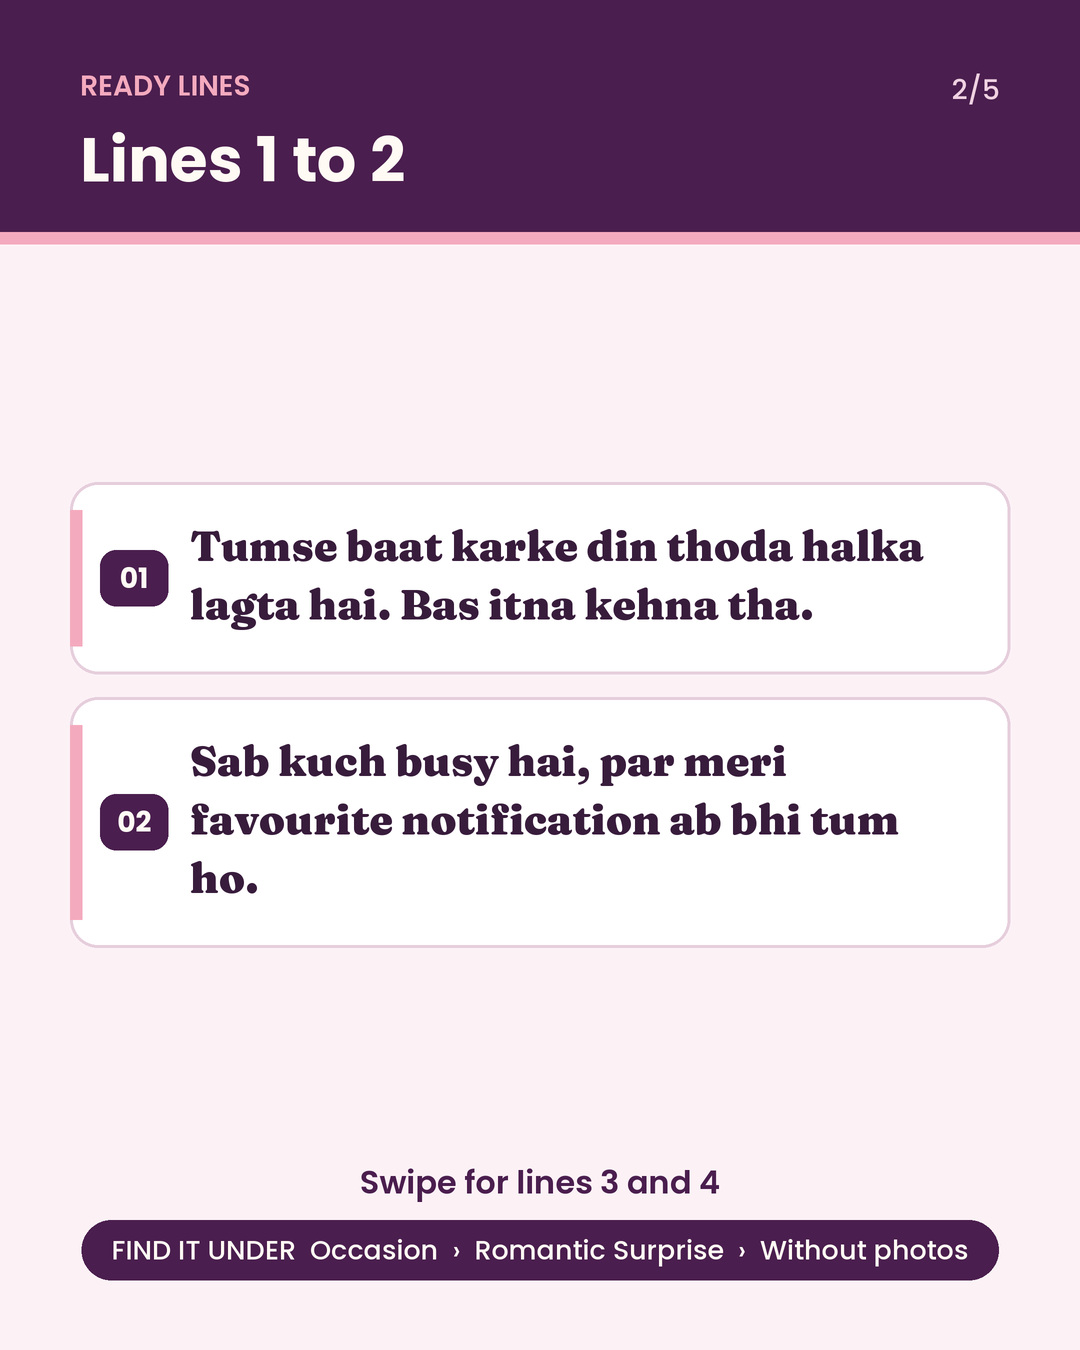 READY LINES
2/5
Lines 1 to 2
01
Tumse baat karke din thoda halka
lagta hai. Bas itna kehna tha.
02
Sab kuch busy hai, par meri
favourite notification ab bhi tum
ho.
Swipe for lines 3 and 4
FIND IT UNDER Occasion › Romantic Surprise › Without photos